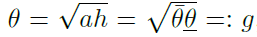 θ = √ah = √θ̄θ̲ =: g